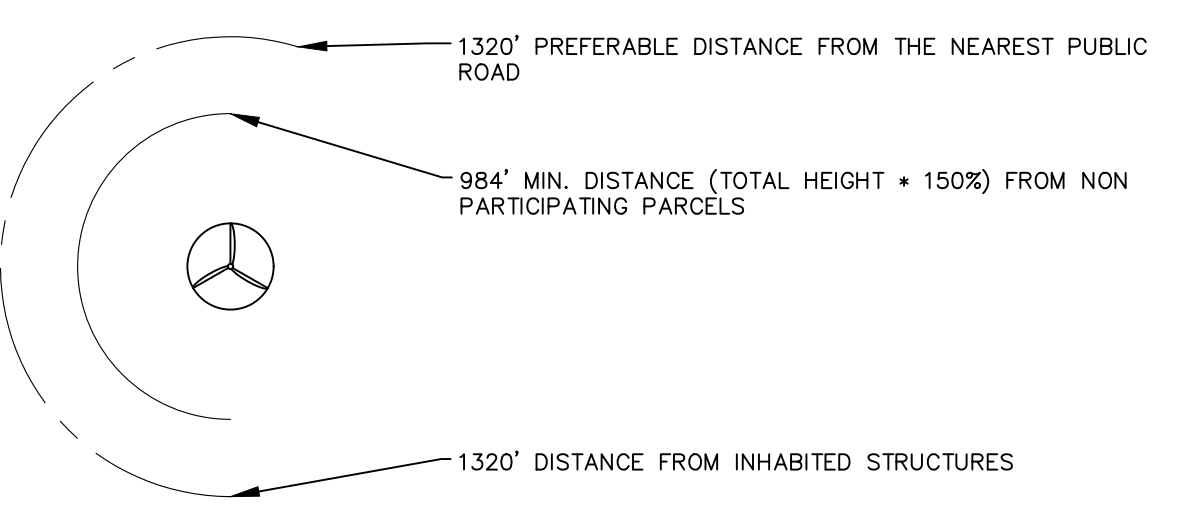 1320' PREFERABLE DISTANCE FROM THE NEAREST PUBLIC
ROAD
984' MIN. DISTANCE (TOTAL HEIGHT * 150%) FROM NON
PARTICIPATING PARCELS
1320' DISTANCE FROM INHABITED STRUCTURES